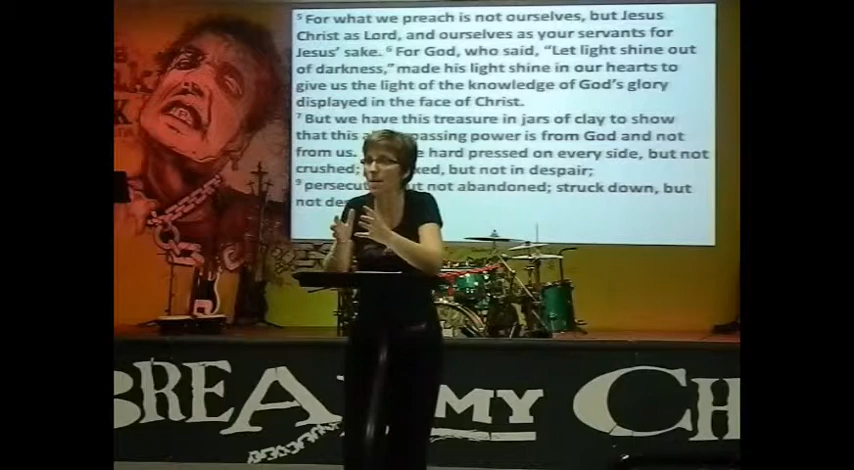 ⁵ For what we preach is not ourselves, but Jesus
Christ as Lord, and ourselves as your servants for
Jesus' sake. ⁶ For God, who said, "Let light shine out
of darkness," made his light shine in our hearts to
give us the light of the knowledge of God's glory
displayed in the face of Christ.
⁷ But we have this treasure in jars of clay to show
that this power is from God and not
from us. hard pressed on every side, but not
crushed; but not in despair;
⁹ not abandoned; struck down, but
not
BREAK MY CH